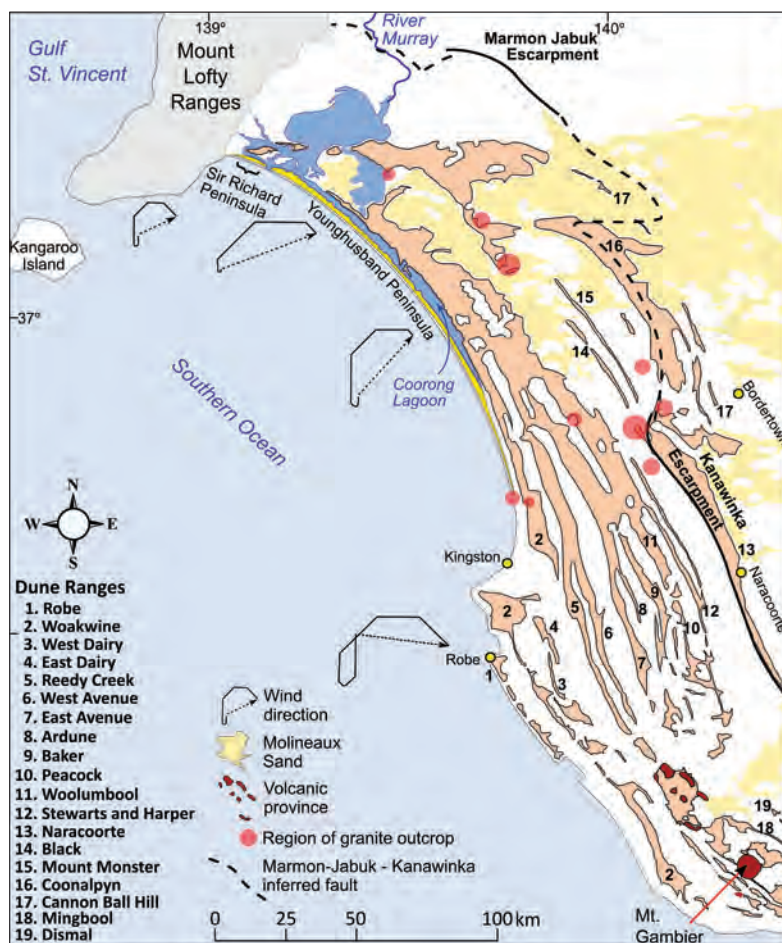 139°
140°
River
Murray
Marmon Jabuk
Escarpment
Gulf
St. Vincent
Mount
Lofty
Ranges
17
Sir Richard
Peninsula
Younghusband Peninsula
16
Kangaroo
Island
15
37°
14
Coorong
Lagoon
17
Bordertown
Southern
Ocean
Kanawinka
Escarpment
N
W
E
S
2
11
13
Kingston
Naracoorte
9
12
2
4
5
8
10
6
Robe
7
1
3
Dune Ranges
1. Robe
2. Woakwine
3. West Dairy
4. East Dairy
5. Reedy Creek
6. West Avenue
7. East Avenue
8. Ardune
9. Baker
10. Peacock
11. Woolumbool
12. Stewarts and Harper
13. Naracoorte
14. Black
15. Mount Monster
16. Coonalpyn
17. Cannon Ball Hill
18. Mingbool
19. Dismal
Wind
direction
Molineaux
Sand
Volcanic
province
Region of granite outcrop
Marmon-Jabuk - Kanawinka
inferred fault
0
25
50
100 km
19
18
2
Mt.
Gambier